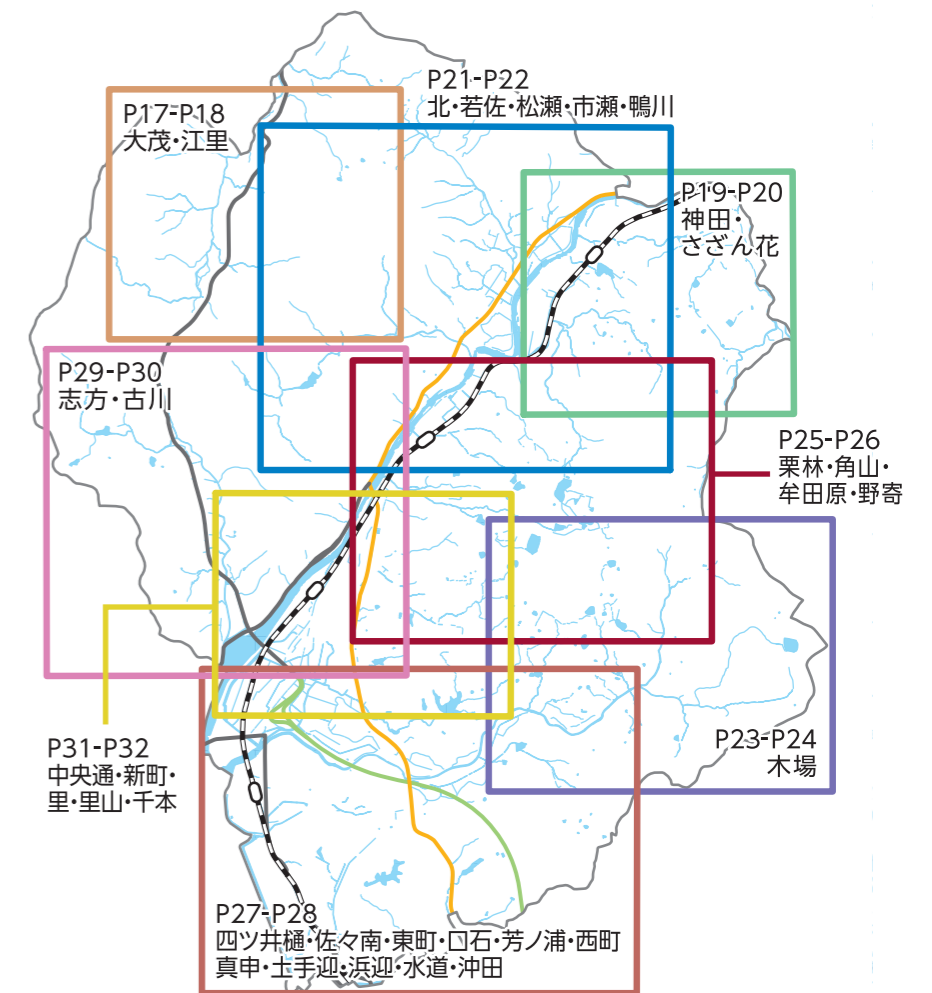 P21-P22
北・若佐・松瀬・市瀬・鴨川
P17-P18
大茂・江里
P19-P20
神田・
さざん花
P29-P30
志方・古川
P25-P26
栗林・角山・
牟田原・野寄
P23-P24
木場
P31-P32
中央通・新町・
里・里山・千本
P27-P28
四ツ井樋・佐々南・東町・口石・芳ノ浦・西町
真申・土手迎・浜迎・水道・沖田